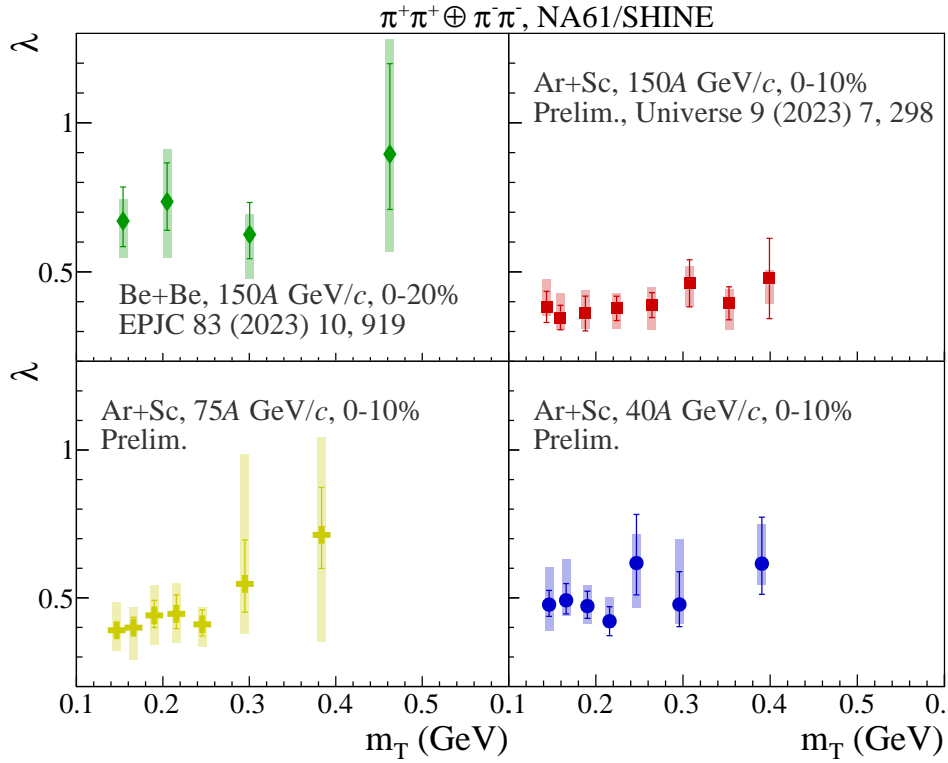 π⁺π⁺ ⊕ π⁻π⁻, NA61/SHINE
λ
1
0.5
Be+Be, 150A GeV/c, 0-20%
EPJC 83 (2023) 10, 919
Ar+Sc, 150A GeV/c, 0-10%
Prelim., Universe 9 (2023) 7, 298
λ
1
0.5
Ar+Sc, 75A GeV/c, 0-10%
Prelim.
Ar+Sc, 40A GeV/c, 0-10%
Prelim.
0.1 0.2 0.3 0.4 0.5 0.1 0.2 0.3 0.4 0.
m_T (GeV) m_T (GeV)